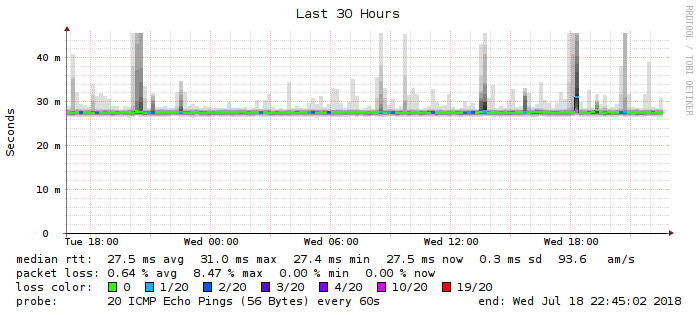 Last 30 Hours
RRDTOOL / TOBI OETIKER
Seconds
40 m
30 m
20 m
10 m
0
Tue 18:00 Wed 00:00 Wed 06:00 Wed 12:00 Wed 18:00
median rtt: 27.5 ms avg 31.0 ms max 27.4 ms min 27.5 ms now 0.3 ms sd 93.6 am/s
packet loss: 0.64 % avg 8.47 % max 0.00 % min 0.00 % now
loss color: 0 1/20 2/20 3/20 4/20 10/20 19/20
probe: 20 ICMP Echo Pings (56 Bytes) every 60s end: Wed Jul 18 22:45:02 2018